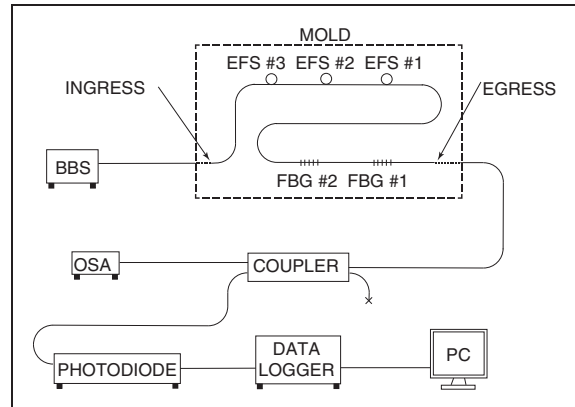 MOLD
EFS #3 EFS #2 EFS #1
INGRESS
EGRESS
BBS
FBG #2 FBG #1
OSA
COUPLER
PHOTODIODE
DATA
LOGGER
PC